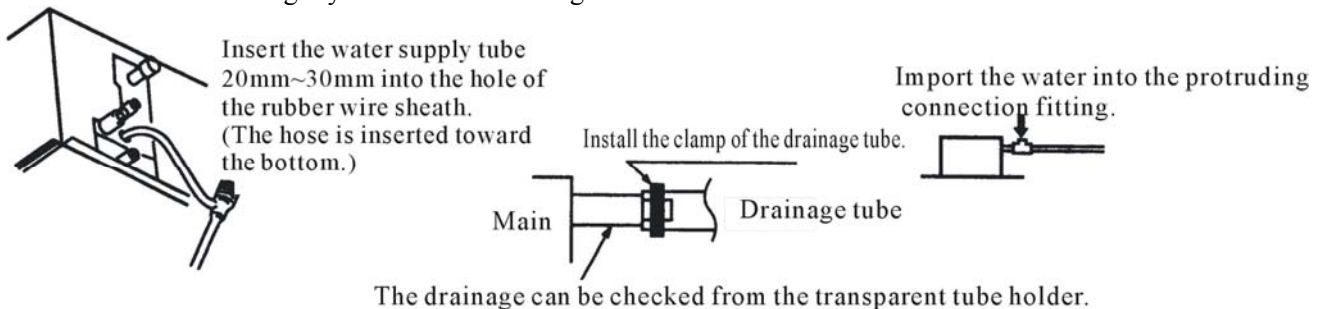 Insert the water supply tube
20mm~30mm into the hole of
the rubber wire sheath.
(The hose is inserted toward
the bottom.)
Install the clamp of the drainage tube.
Import the water into the protruding
connection fitting.
Main
Drainage tube
The drainage can be checked from the transparent tube holder.